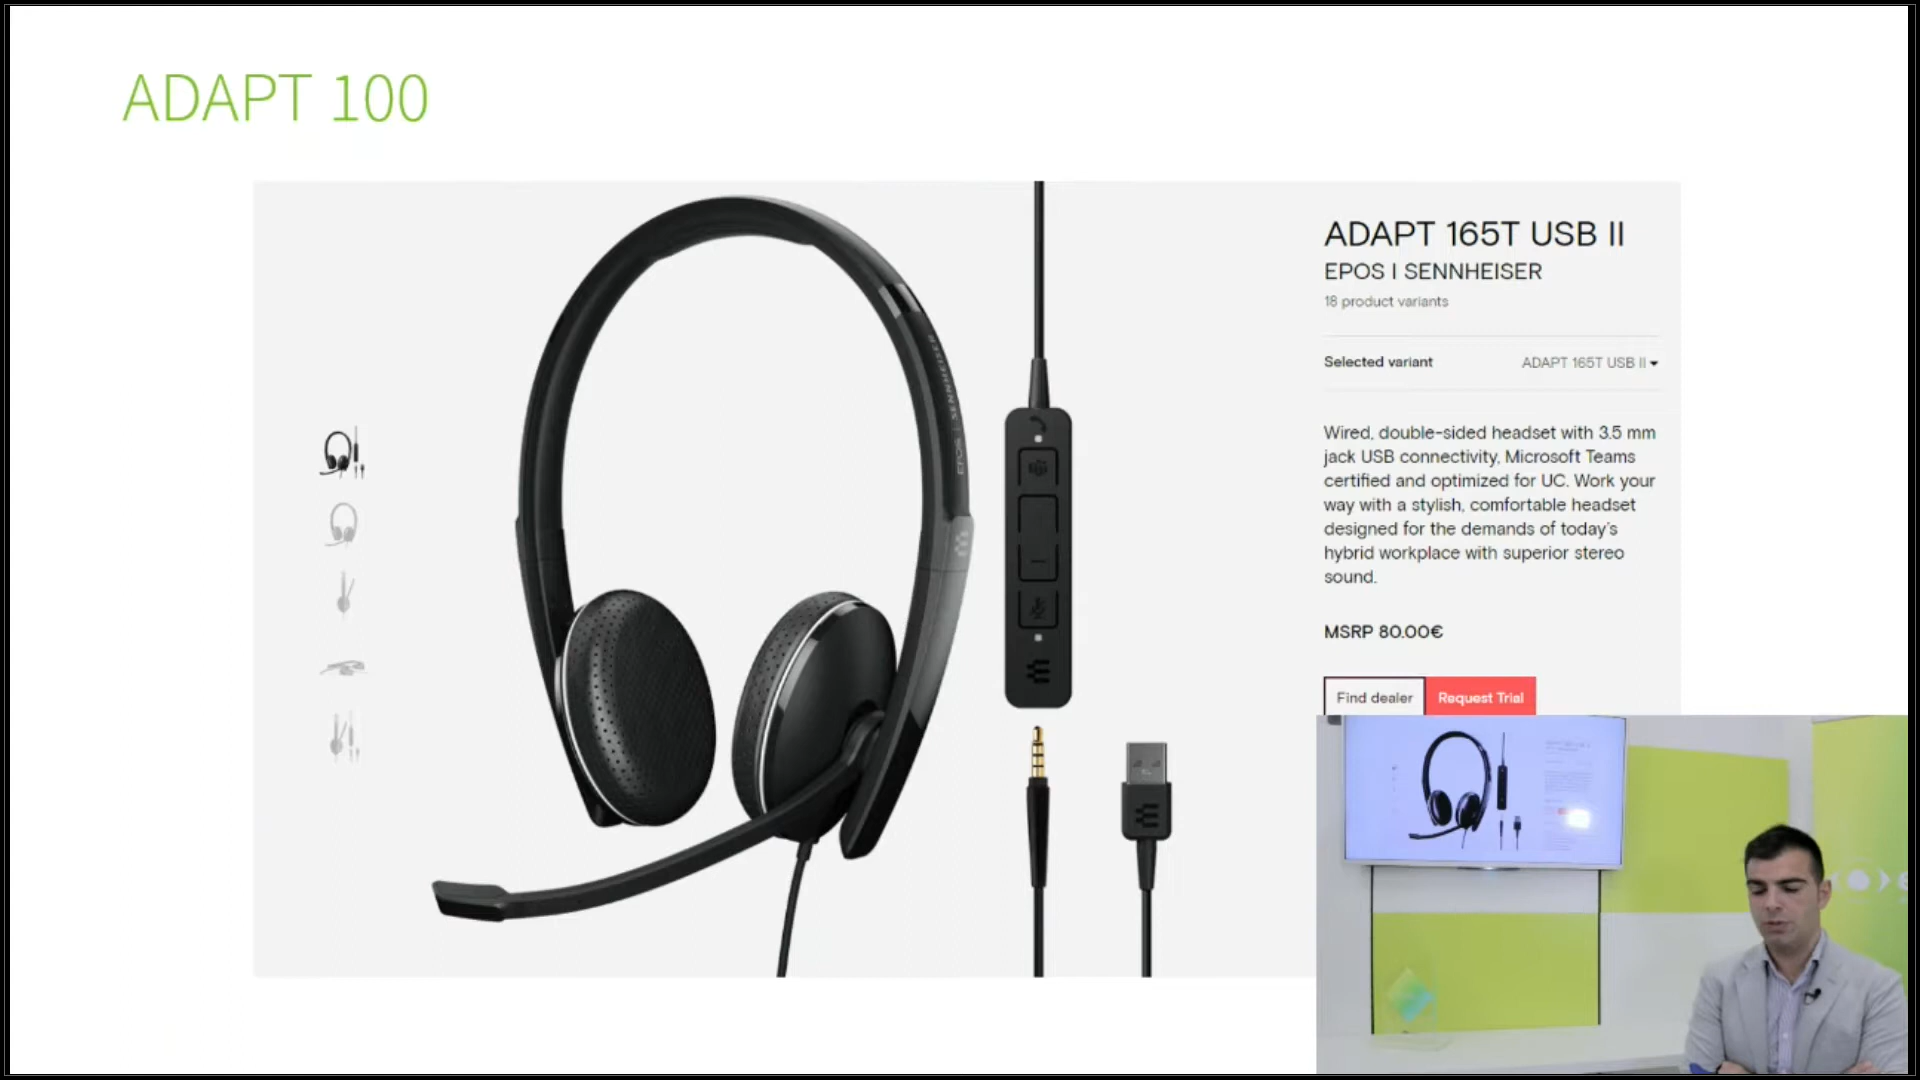 ADAPT 100
ADAPT 165T USB II
EPOS I SENNHEISER
18 product variants
Selected variant
ADAPT 165T USB II
Wired, double-sided headset with 3.5 mm
jack USB connectivity, Microsoft Teams
certified and optimized for UC. Work your
way with a stylish, comfortable headset
designed for the demands of today's
hybrid workplace with superior stereo
sound.
MSRP 80.00€
Find dealer
Request Trial
EPOS I SENNHEISER